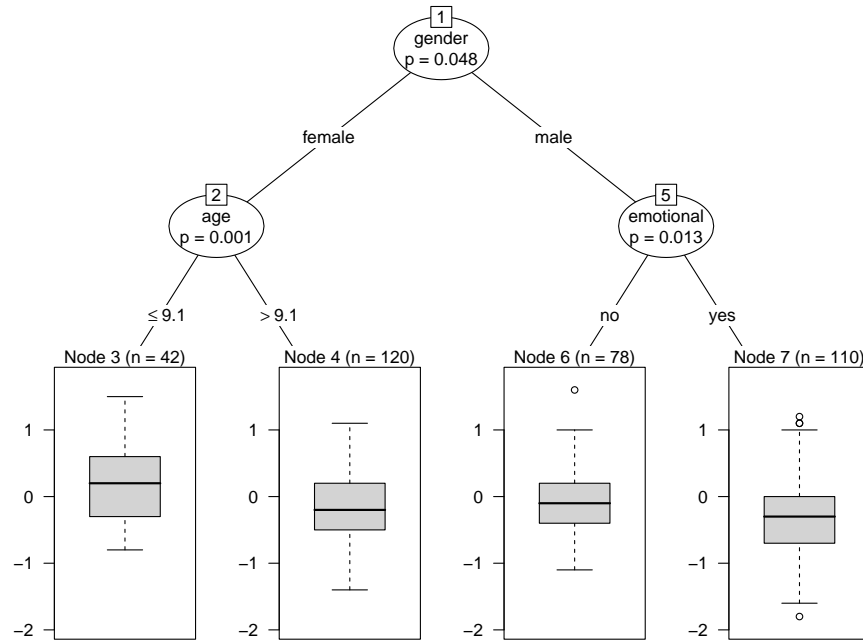 1
gender
p = 0.048
female
male
2
age
p = 0.001
5
emotional
p = 0.013
≤ 9.1
> 9.1
no
yes
Node 3 (n = 42)
Node 4 (n = 120)
Node 6 (n = 78)
Node 7 (n = 110)
1
0
−1
−2
1
0
−1
−2
1
0
−1
−2
1
0
−1
−2